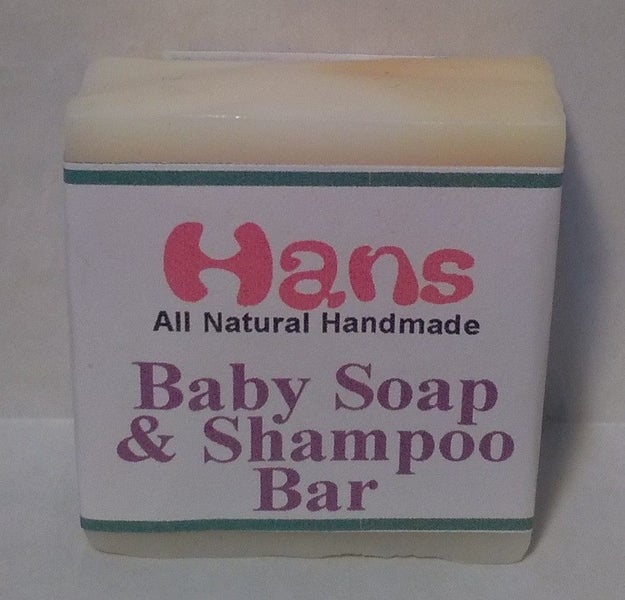 Hans
All Natural Handmade
Baby Soap
& Shampoo
Bar